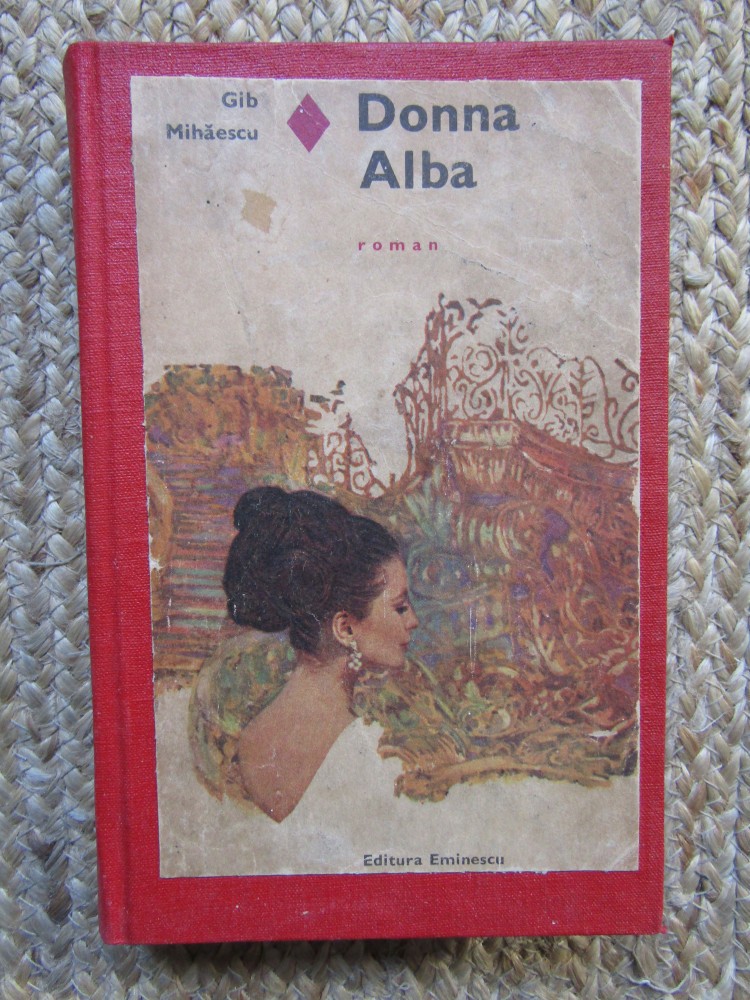 Gib
Mihăescu
Donna
Alba
roman
Editura Eminescu